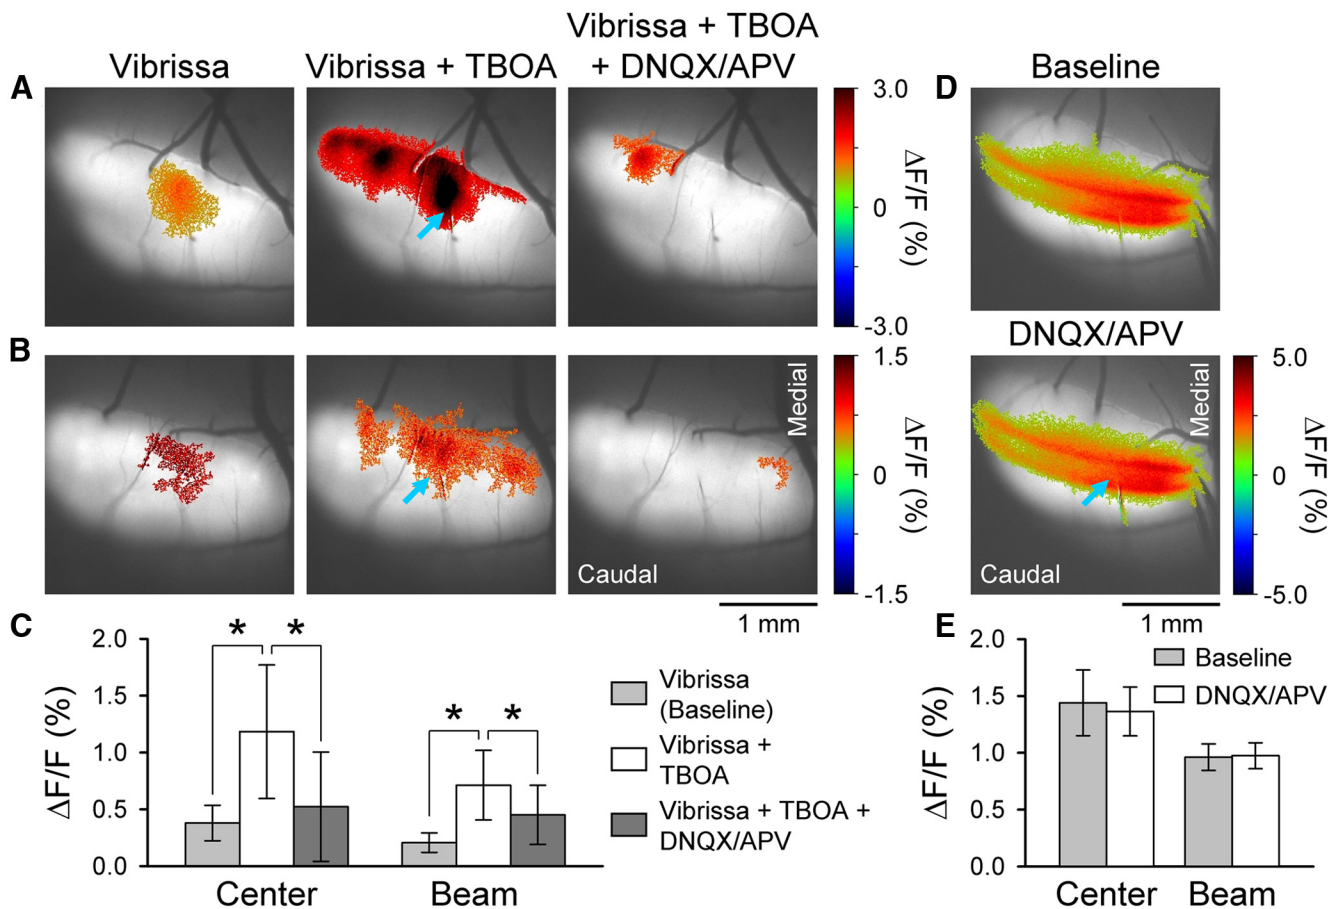 Vibrissa + TBOA
Vibrissa
Vibrissa + TBOA
+ DNQX/APV
Baseline
A
D
3.0
0
-3.0
ΔF/F (%)
DNQX/APV
B
Medial
Caudal
1.5
0
-1.5
ΔF/F (%)
1 mm
Medial
Caudal
5.0
0
-5.0
ΔF/F (%)
1 mm
C
2.0
1.5
1.0
0.5
0.0
ΔF/F (%)
* *
* *
Center
Beam
Vibrissa
(Baseline)
Vibrissa +
TBOA
Vibrissa + TBOA +
DNQX/APV
E
2.0
1.5
1.0
0.5
0.0
ΔF/F (%)
Baseline
DNQX/APV
Center
Beam